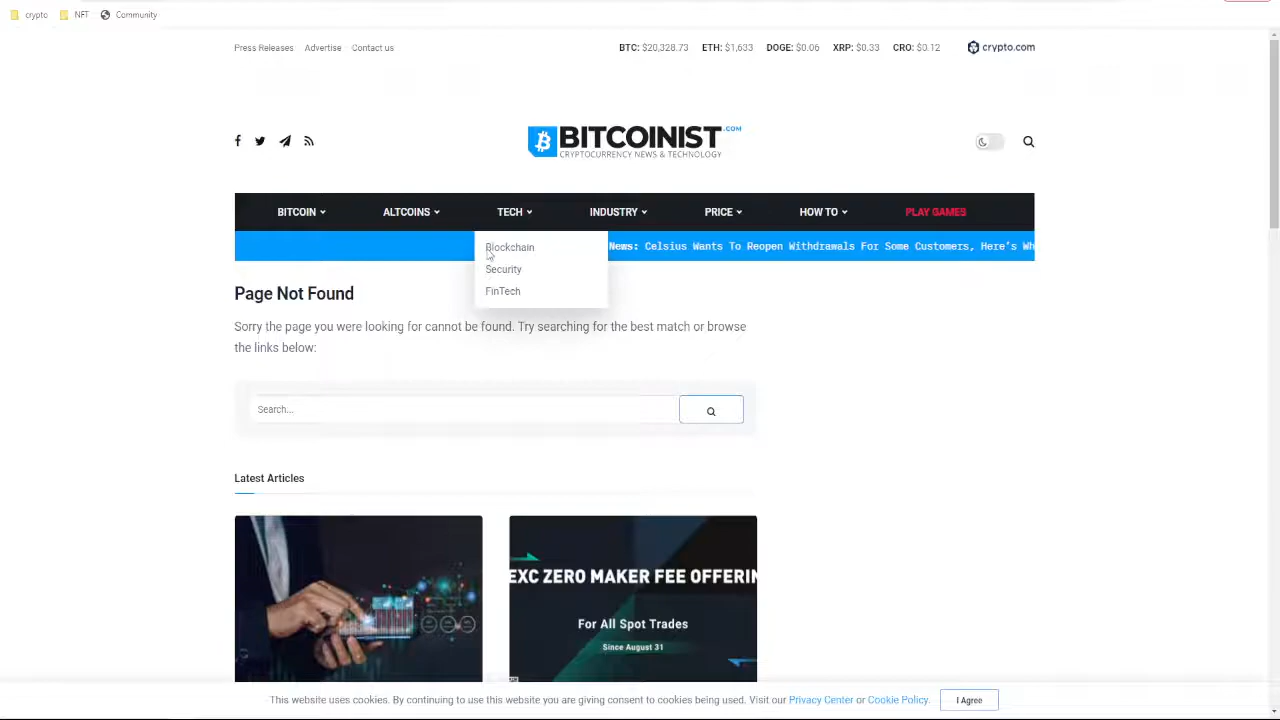 crypto NFT Community
Press Releases Advertise Contact us BTC: $20,328.73 ETH: $1,633 DOGE: $0.06 XRP: $0.33 CRO: $0.12 crypto.com
BITCOINIST.COM
CRYPTOCURRENCY NEWS & TECHNOLOGY
BITCOIN ALTCOINS TECH INDUSTRY PRICE HOW TO PLAY GAMES
Blockchain
News: Celsius Wants To Reopen Withdrawals For Some Customers, Here's Wh
Security
FinTech
Page Not Found
Sorry the page you were looking for cannot be found. Try searching for the best match or browse
the links below:
Search...
Latest Articles
EXC ZERO MAKER FEE OFFERIN
For All Spot Trades
Since August 31
This website uses cookies. By continuing to use this website you are giving consent to cookies being used. Visit our Privacy Center or Cookie Policy. I Agree